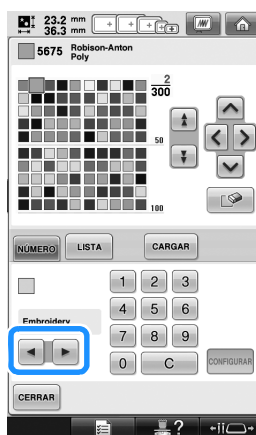 23.2 mm
36.3 mm
5675 Robison-Anton
Poly
2
300
50
100
NÚMERO LISTA CARGAR
1 2 3
Embroidery
4 5 6
7 8 9
0 C CONFIGURAR
CERRAR
?